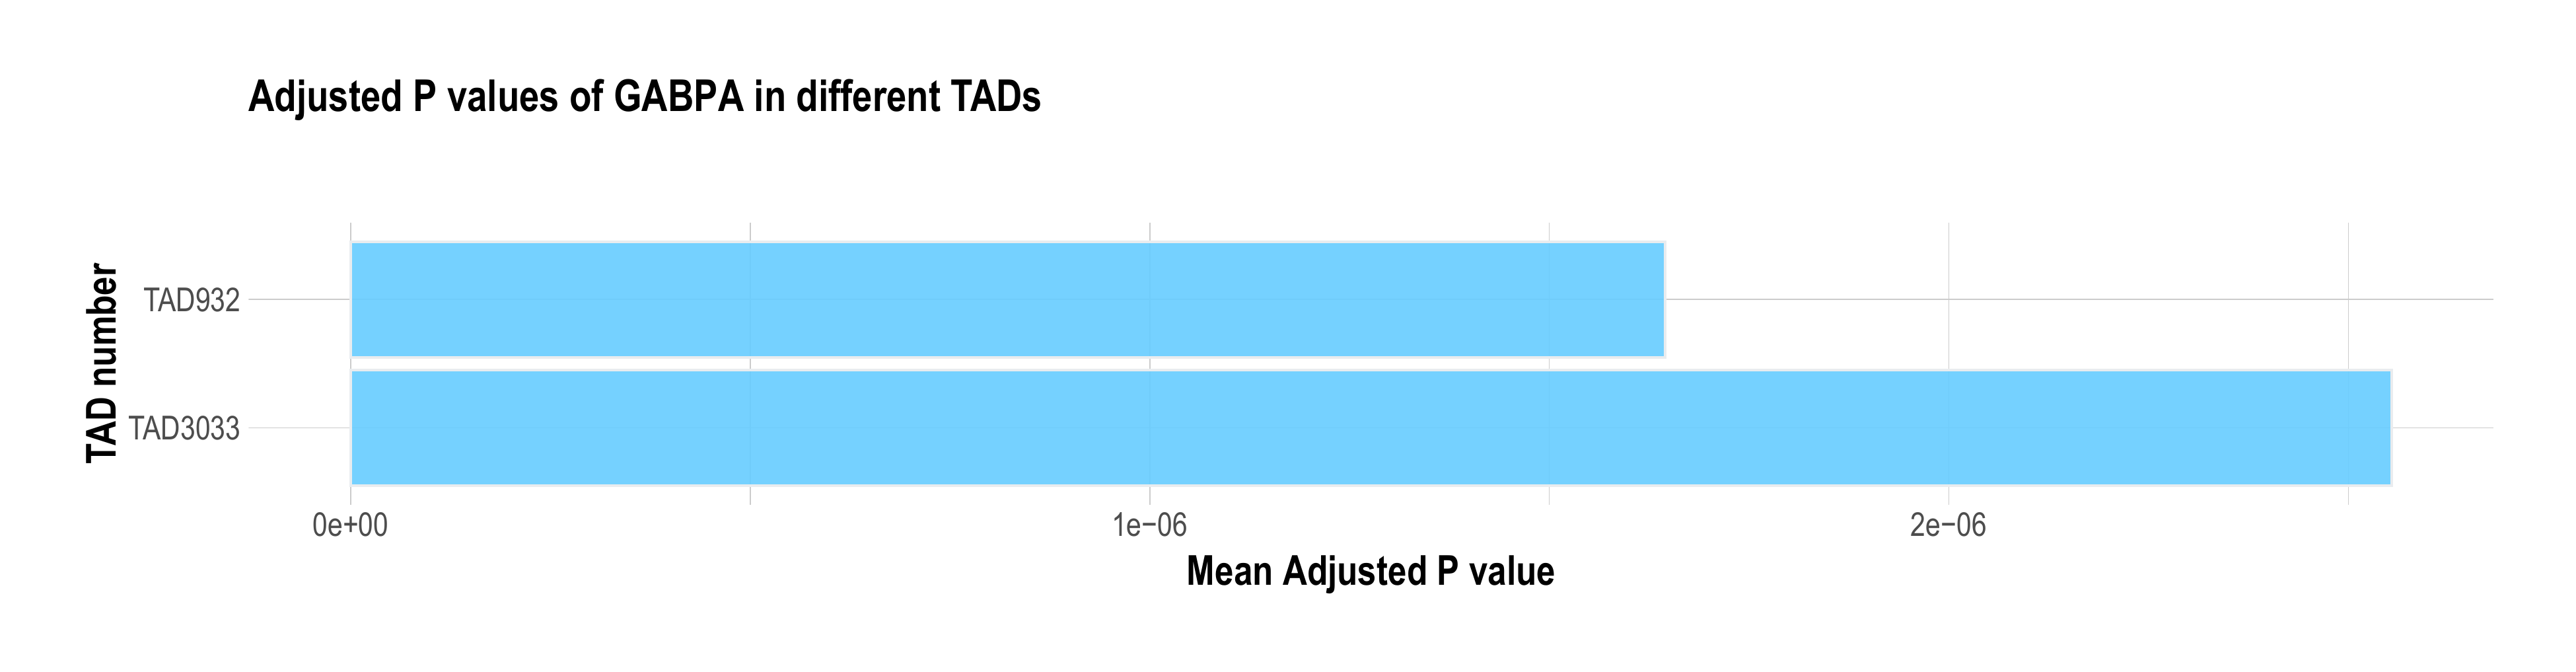 Adjusted P values of GABPA in different TADs
TAD number
TAD932
TAD3033
0e+00
1e−06
2e−06
Mean Adjusted P value